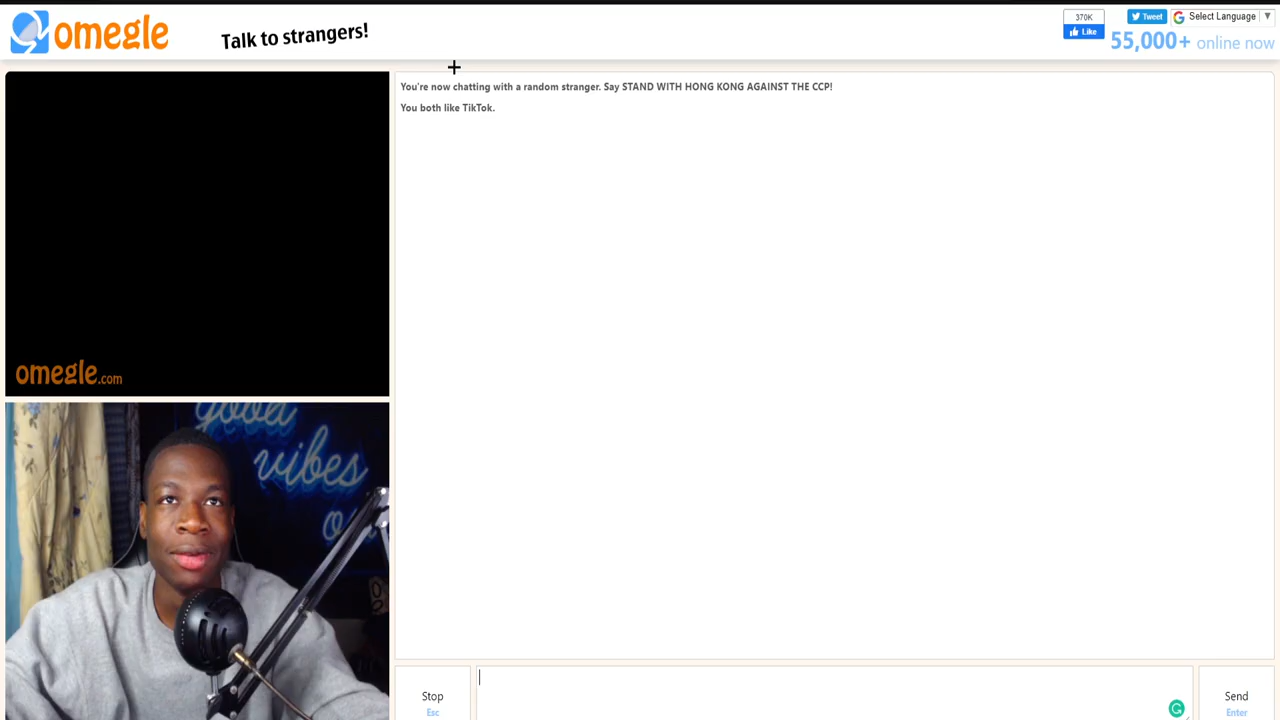 omegle
Talk to strangers!
370K
Like
Tweet
Select Language
55,000+ online now
You're now chatting with a random stranger. Say STAND WITH HONG KONG AGAINST THE CCP!
You both like TikTok.
omegle.com
good
vibes
Stop
Esc
Send
Enter